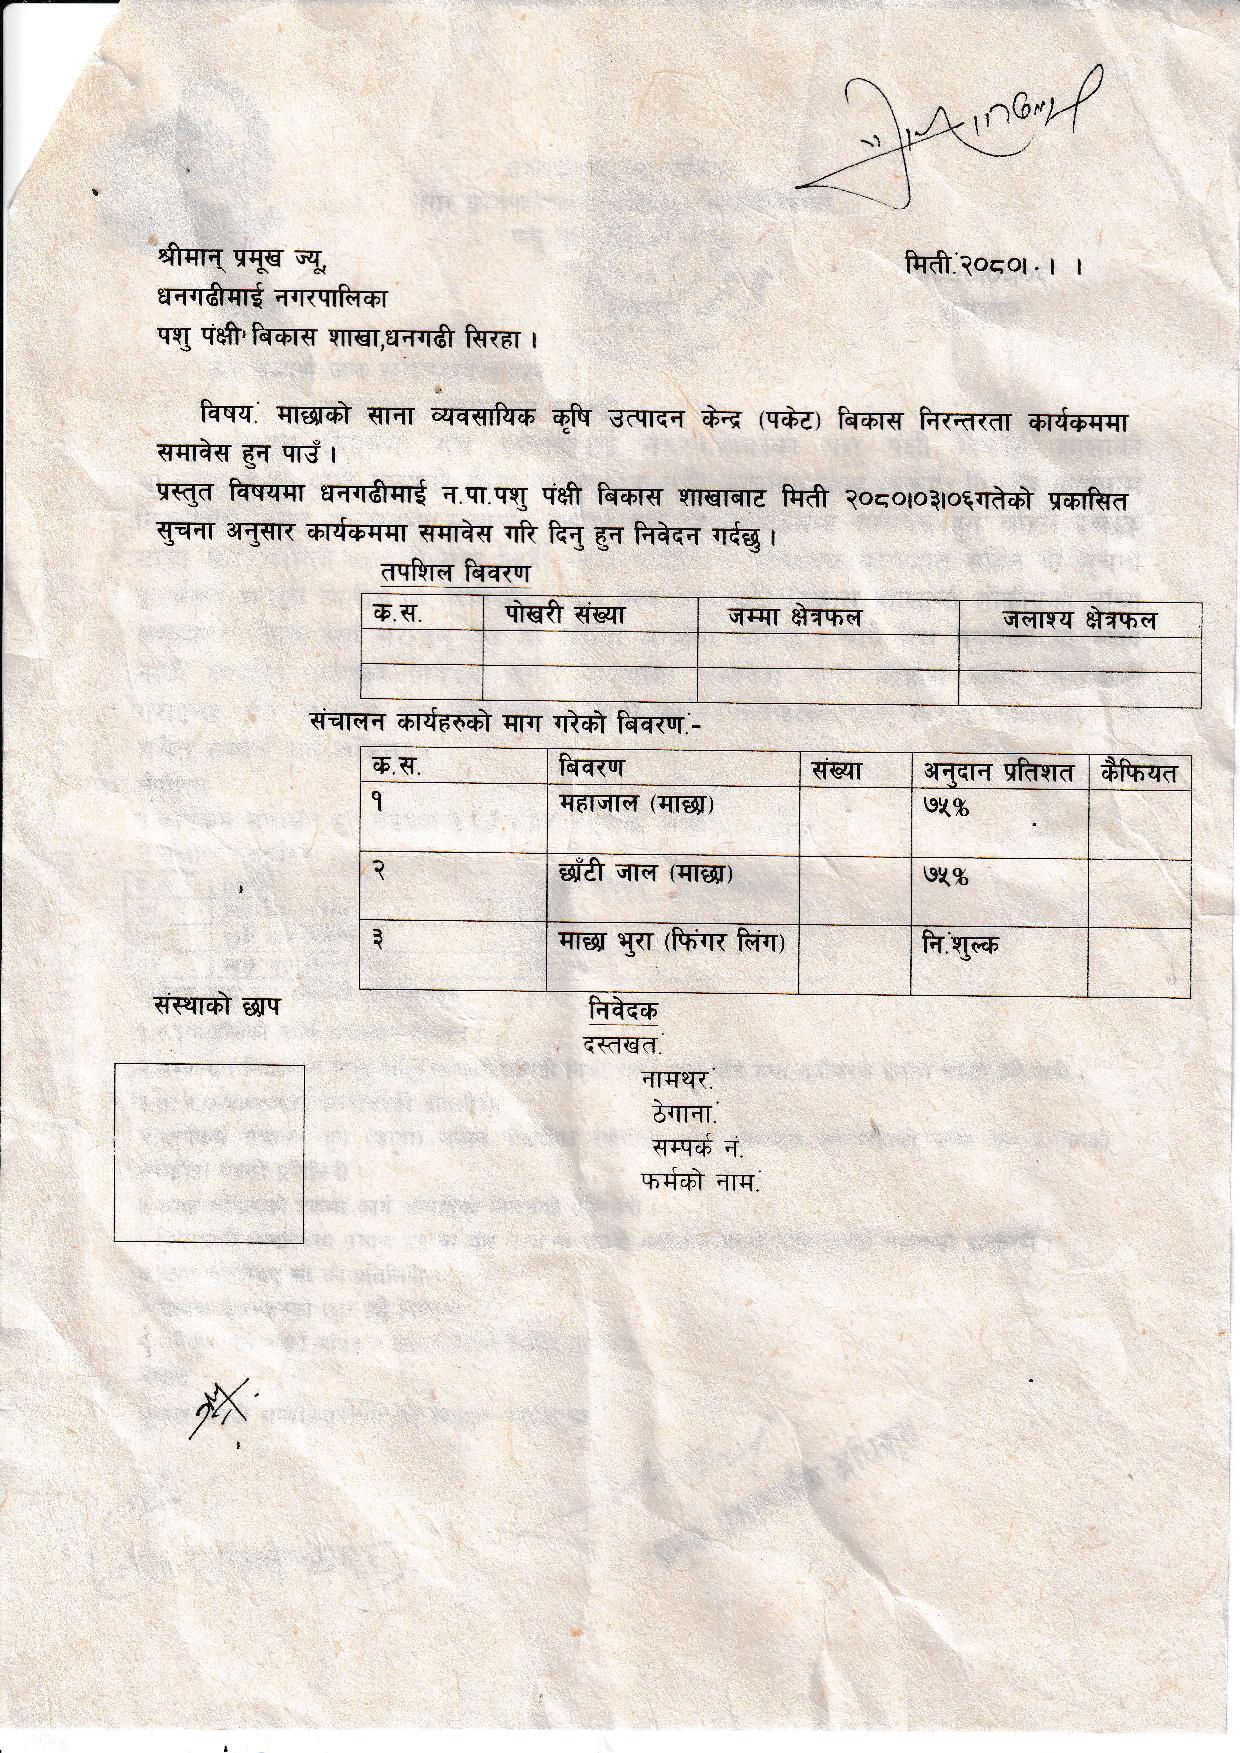 श्रीमान् प्रमूख ज्यू,
मिती:२०८०। . । ।
धनगढीमाई नगरपालिका
पशु पंक्षी बिकास शाखा,धनगढी सिरहा ।
विषय: माछाको साना व्यवसायिक कृषि उत्पादन केन्द्र (पकेट) बिकास निरन्तरता कार्यकममा
समावेस हुन पाउँ ।
प्रस्तुत विषयमा धनगढीमाई न.पा.पशु पंक्षी बिकास शाखाबाट मिती २०८०।०३।०६गतेको प्रकासित
सुचना अनुसार कार्यकममा समावेस गरि दिनु हुन निवेदन गर्दछु ।
तपशिल बिवरण
क.स. पोखरी संख्या जम्मा क्षेत्रफल जलाश्य क्षेत्रफल
संचालन कार्यहरुको माग गरेको बिवरण:-
क.स. बिवरण संख्या अनुदान प्रतिशत कैफियत
१ महाजाल (माछा) ७५%
२ छाँटी जाल (माछा) ७५%
३ माछा भुरा (फिंगर लिंग) नि:शुल्क
संस्थाको छाप निवेदक
दस्तखत:
नामथर:
ठेगाना:
सम्पर्क नं:
फर्मको नाम: